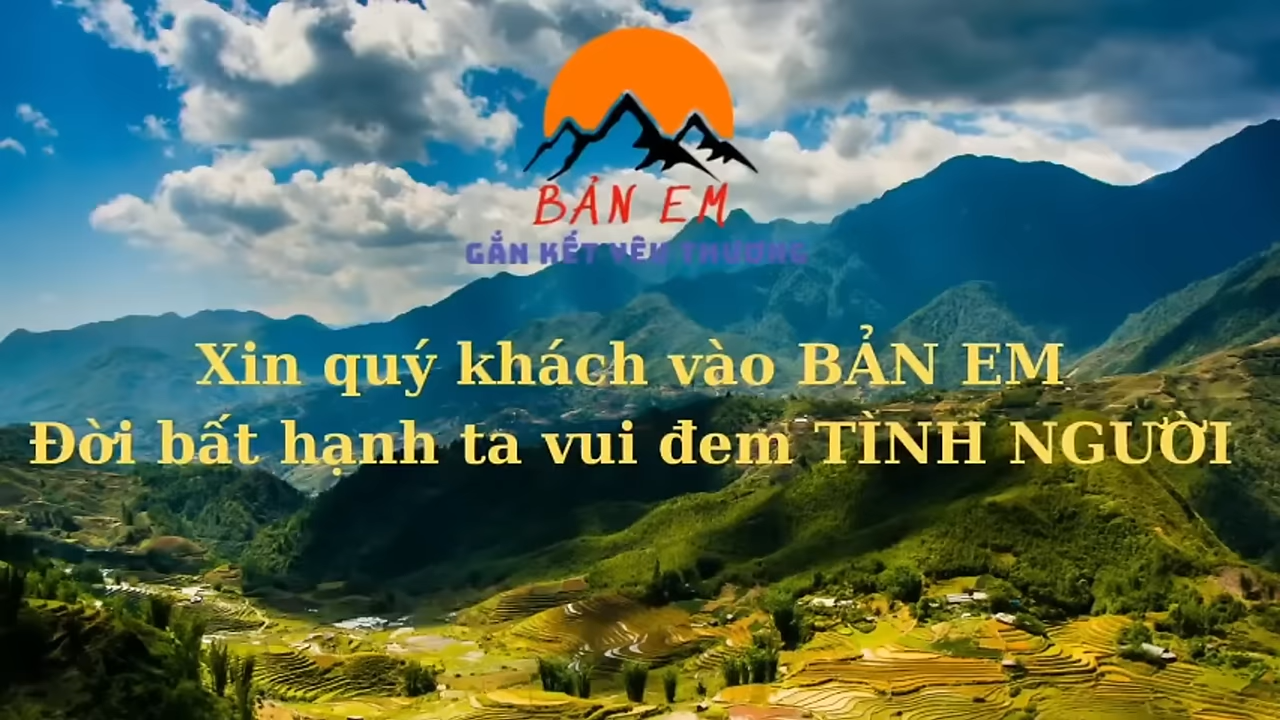 BẢN EM
GẮN KẾT YÊU THƯƠNG
Xin quý khách vào BẢN EM
Đời bất hạnh ta vui đem TÌNH NGƯỜI